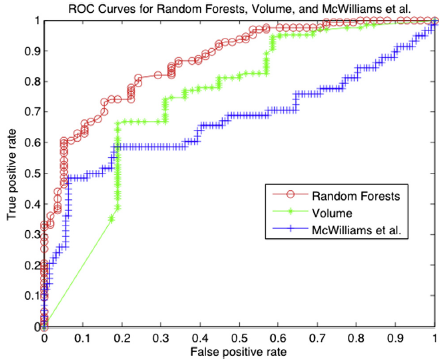 ROC Curves for Random Forests, Volume, and McWilliams et al.
1
0.9
0.8
0.7
0.6
0.5
0.4
0.3
0.2
0.1
0
True positive rate
Random Forests
Volume
McWilliams et al.
0 0.1 0.2 0.3 0.4 0.5 0.6 0.7 0.8 0.9 1
False positive rate